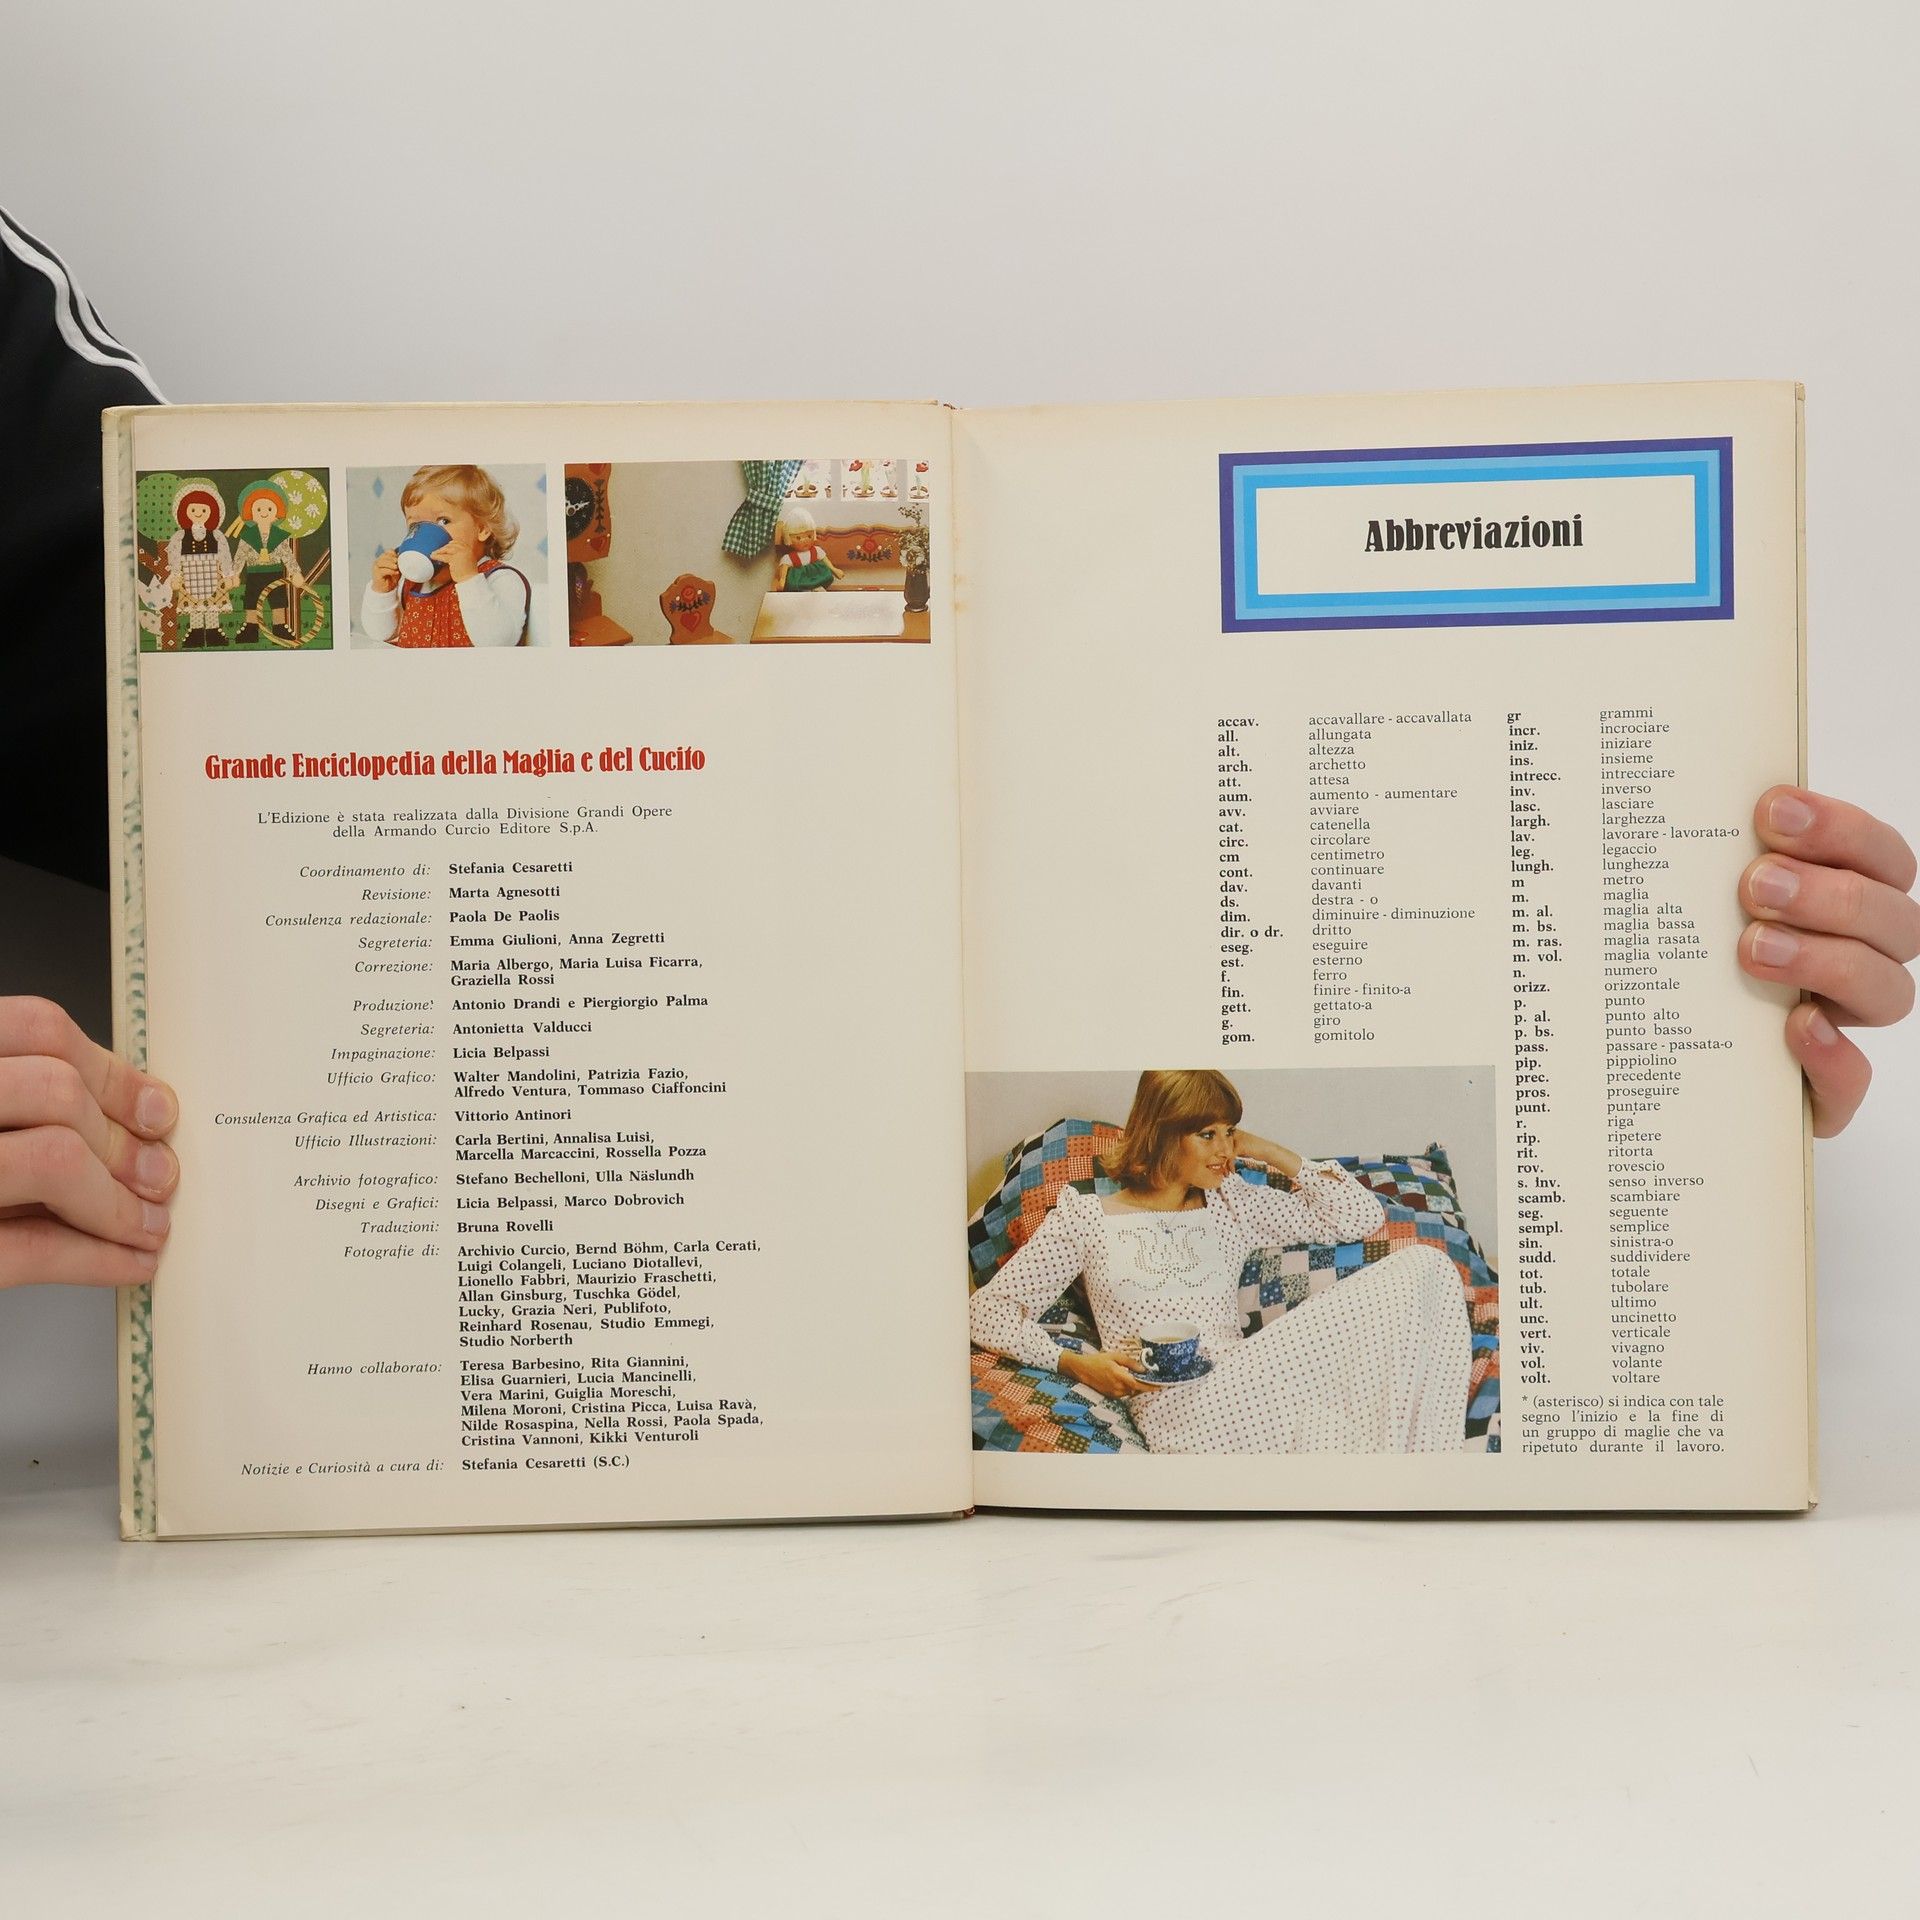 Grande Enciclopedia della Maglia e del Cucito
L'Edizione è stata realizzata dalla Divisione Grandi Opere
della Armando Curcio Editore S.p.A.
Coordinamento di: Stefania Cesaretti
Revisione: Marta Agnesotti
Consulenza redazionale: Paola De Paolis
Segreteria: Emma Giulioni, Anna Zegretti
Correzione: Maria Albergo, Maria Luisa Ficarra,
Graziella Rossi
Produzione: Antonio Drandi e Piergiorgio Palma
Segreteria: Antonietta Valducci
Impaginazione: Licia Belpassi
Ufficio Grafico: Walter Mandolini, Patrizia Fazio,
Alfredo Ventura, Tommaso Ciaffoncini
Consulenza Grafica ed Artistica: Vittorio Antinori
Ufficio Illustrazioni: Carla Bertini, Annalisa Luisi,
Marcella Marcaccini, Rossella Pozza
Archivio fotografico: Stefano Bechelloni, Ulla Näslundh
Disegni e Grafici: Licia Belpassi, Marco Dobrovich
Traduzioni: Bruna Rovelli
Fotografie di: Archivio Curcio, Bernd Böhm, Carla Cerati,
Luigi Colangeli, Luciano Diotallevi,
Lionello Fabbri, Maurizio Fraschetti,
Allan Ginsburg, Tuschka Gödel,
Lucky, Grazia Neri, Publifoto,
Reinhard Rosenau, Studio Emmegi,
Studio Norberth
Hanno collaborato: Teresa Barbesino, Rita Giannini,
Elisa Guarnieri, Lucia Mancinelli,
Vera Marini, Guiglia Moreschi,
Milena Moroni, Cristina Picca, Luisa Ravà,
Nilde Rosaspina, Nella Rossi, Paola Spada,
Cristina Vannoni, Kikki Venturoli
Notizie e Curiosità a cura di: Stefania Cesaretti (S.C.)
Abbreviazioni
accav. accavallare - accavallata
all. allungata
alt. altezza
arch. archetto
att. attesa
aum. aumento - aumentare
avv. avviare
cat. catenella
circ. circolare
cm centimetro
cont. continuare
dav. davanti
ds. destra - o
dim. diminuire - diminuzione
dir. o dr. dritto
eseg. eseguire
est. esterno
f. ferro
fin. finire - finito-a
gett. gettato-a
g. giro
gom. gomitolo
gr grammi
incr. incrociare
iniz. iniziare
ins. insieme
intrecc. intrecciare
inv. inverso
lasc. lasciare
largh. larghezza
lav. lavorare - lavorata-o
leg. legaccio
lungh. lunghezza
m metro
m. maglia
m. al. maglia alta
m. bs. maglia bassa
m. ras. maglia rasata
m. vol. maglia volante
n. numero
orizz. orizzontale
p. punto
p. al. punto alto
p. bs. punto basso
pass. passare - passata-o
pip. pippiolino
prec. precedente
pros. proseguire
punt. puntare
r. riga
rip. ripetere
rit. ritorta
rov. rovescio
s. inv. senso inverso
scamb. scambiare
seg. seguente
sempl. semplice
sin. sinistra-o
sudd. suddividere
tot. totale
tub. tubolare
ult. ultimo
unc. uncinetto
vert. verticale
viv. vivagno
vol. volante
volt. voltare
* (asterisco) si indica con tale
segno l'inizio e la fine di
un gruppo di maglie che va
ripetuto durante il lavoro.